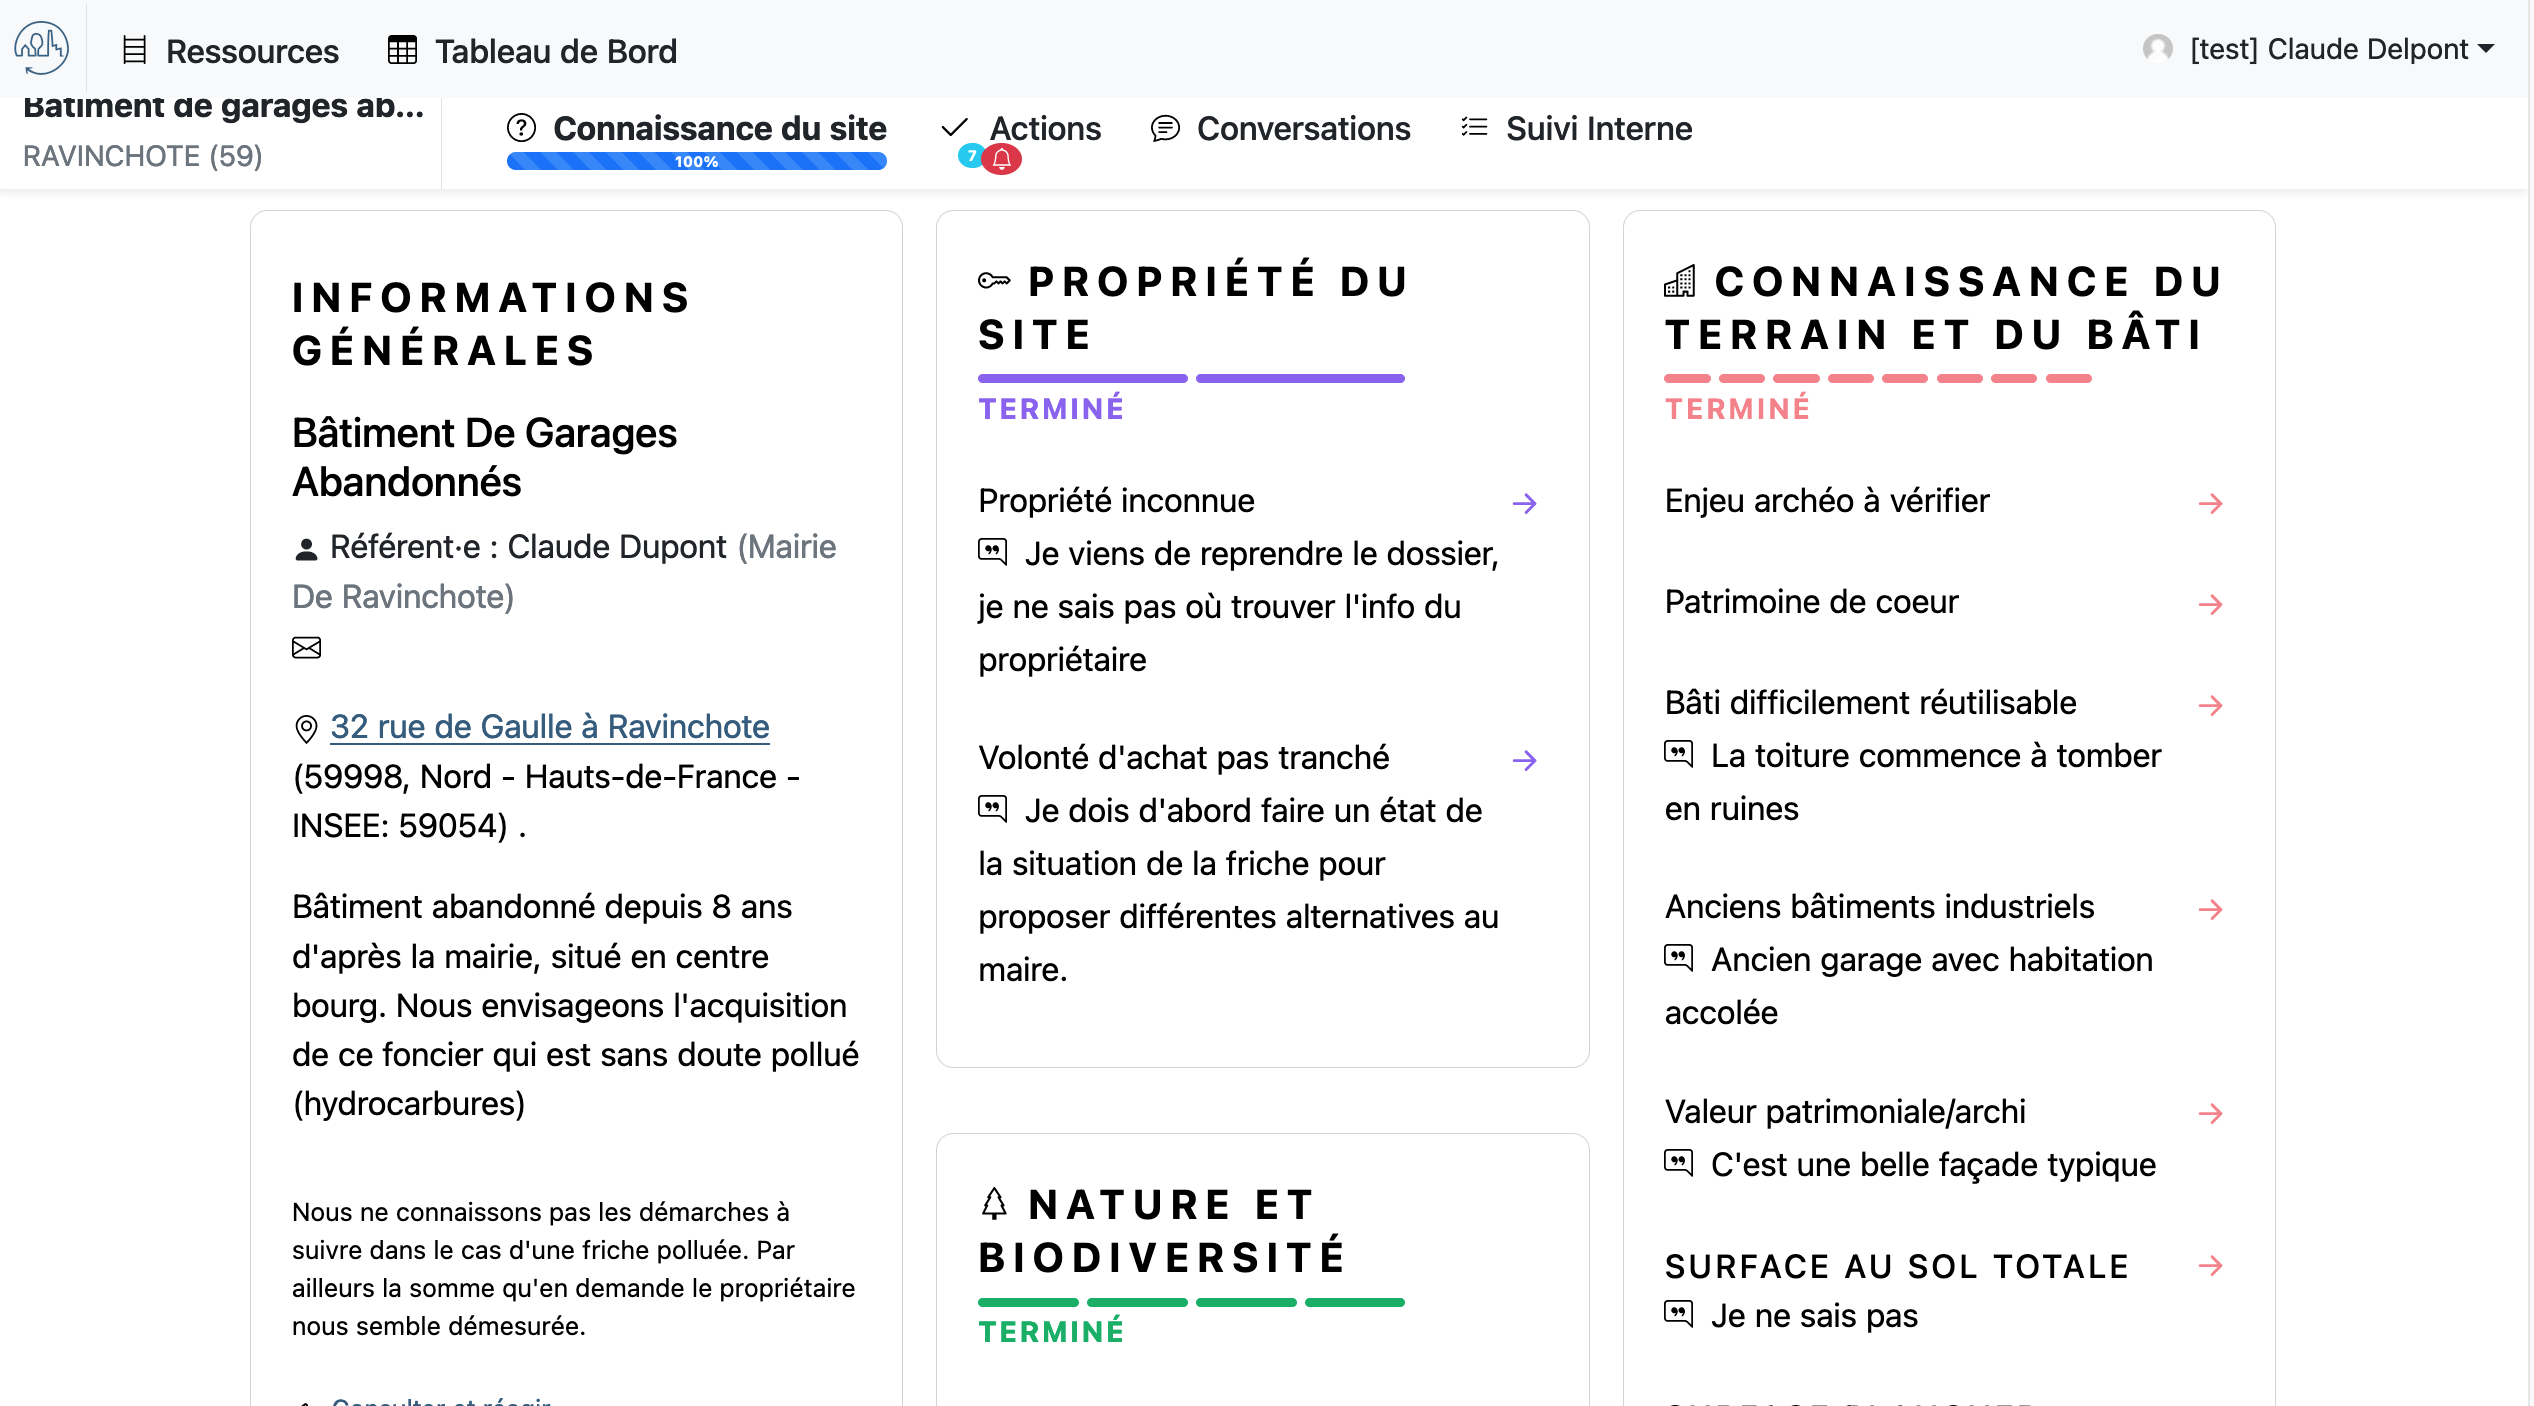 Ressources
Tableau de Bord
[test] Claude Delpont
Bâtiment de garages ab...
RAVINCHOTE (59)
Connaissance du site
100%
Actions
7
Conversations
Suivi Interne
INFORMATIONS
GÉNÉRALES
Bâtiment De Garages
Abandonnés
Référent·e : Claude Dupont (Mairie
De Ravinchote)
32 rue de Gaulle à Ravinchote
(59998, Nord - Hauts-de-France -
INSEE: 59054) .
Bâtiment abandonné depuis 8 ans
d'après la mairie, situé en centre
bourg. Nous envisageons l'acquisition
de ce foncier qui est sans doute pollué
(hydrocarbures)
Nous ne connaissons pas les démarches à
suivre dans le cas d'une friche polluée. Par
ailleurs la somme qu'en demande le propriétaire
nous semble démesurée.
Consulter et réagir
PROPRIÉTÉ DU
SITE
TERMINÉ
Propriété inconnue
Je viens de reprendre le dossier,
je ne sais pas où trouver l'info du
propriétaire
Volonté d'achat pas tranché
Je dois d'abord faire un état de
la situation de la friche pour
proposer différentes alternatives au
maire.
NATURE ET
BIODIVERSITÉ
TERMINÉ
CONNAISSANCE DU
TERRAIN ET DU BÂTI
TERMINÉ
Enjeu archéo à vérifier
Patrimoine de coeur
Bâti difficilement réutilisable
La toiture commence à tomber
en ruines
Anciens bâtiments industriels
Ancien garage avec habitation
accolée
Valeur patrimoniale/archi
C'est une belle façade typique
SURFACE AU SOL TOTALE
Je ne sais pas
SURFACE PLANCHER